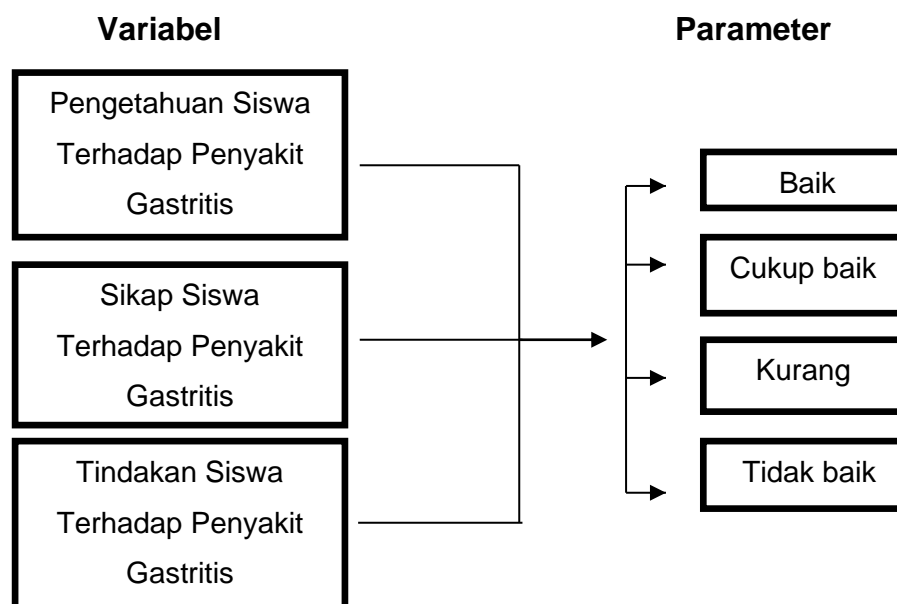 Variabel
Parameter
Pengetahuan Siswa
Terhadap Penyakit
Gastritis
Sikap Siswa
Terhadap Penyakit
Gastritis
Tindakan Siswa
Terhadap Penyakit
Gastritis
Baik
Cukup baik
Kurang
Tidak baik